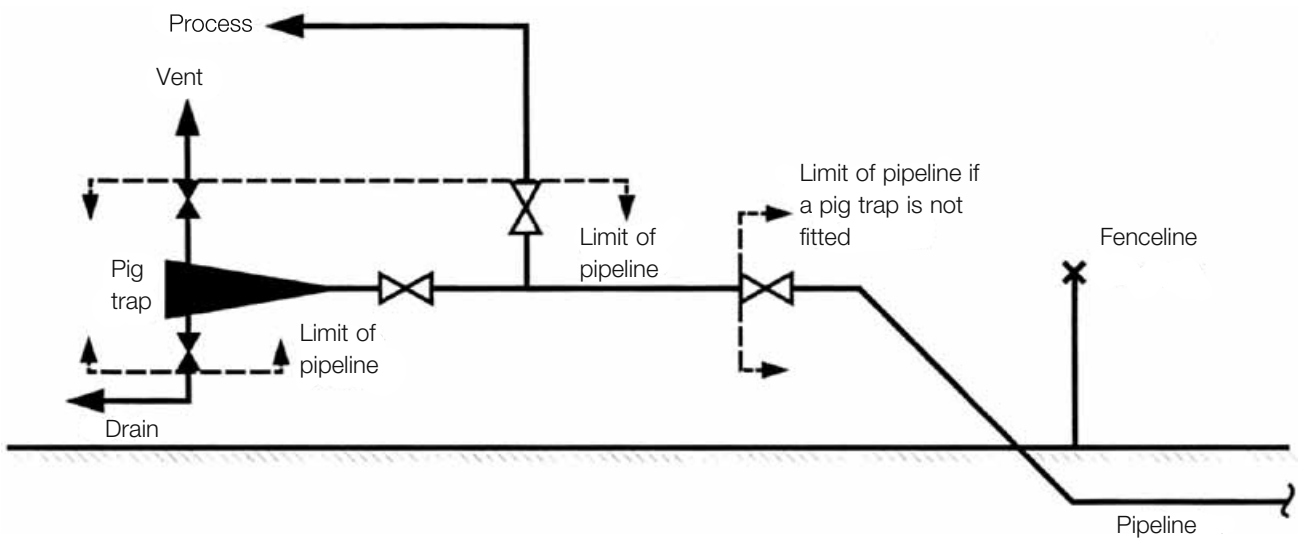 Process
Vent
Limit of pipeline if
a pig trap is not
fitted
Limit of
pipeline
Fenceline
Pig
trap
Limit of
pipeline
Drain
Pipeline